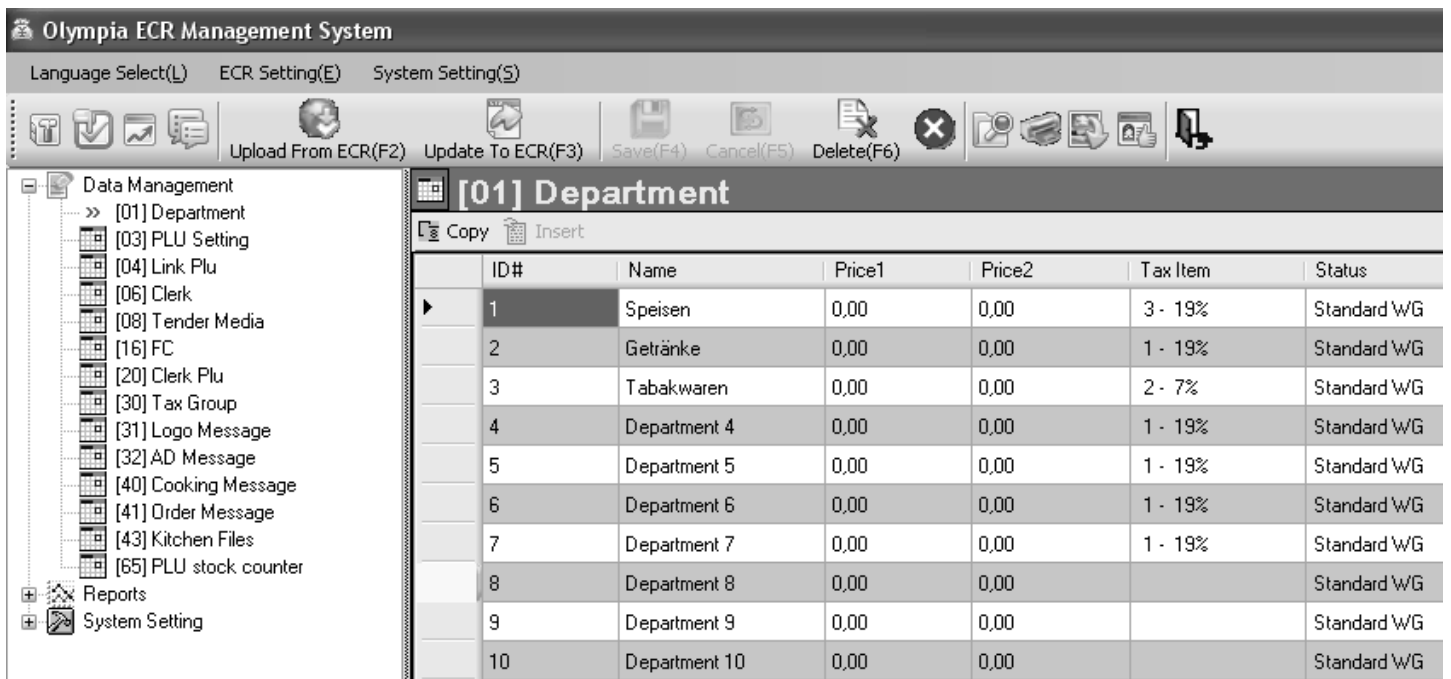 Olympia ECR Management System
Language Select(L) ECR Setting(E) System Setting(S)
Upload From ECR(F2) Update To ECR(F3) Save(F4) Cancel(F5) Delete(F6)
Data Management
[01] Department
[03] PLU Setting
[04] Link Plu
[06] Clerk
[08] Tender Media
[16] FC
[20] Clerk Plu
[30] Tax Group
[31] Logo Message
[32] AD Message
[40] Cooking Message
[41] Order Message
[43] Kitchen Files
[65] PLU stock counter
Reports
System Setting
[01] Department
Copy Insert
ID# Name Price1 Price2 Tax Item Status
1 Speisen 0,00 0,00 3 - 19% Standard WG
2 Getränke 0,00 0,00 1 - 19% Standard WG
3 Tabakwaren 0,00 0,00 2 - 7% Standard WG
4 Department 4 0,00 0,00 1 - 19% Standard WG
5 Department 5 0,00 0,00 1 - 19% Standard WG
6 Department 6 0,00 0,00 1 - 19% Standard WG
7 Department 7 0,00 0,00 1 - 19% Standard WG
8 Department 8 0,00 0,00 Standard WG
9 Department 9 0,00 0,00 Standard WG
10 Department 10 0,00 0,00 Standard WG